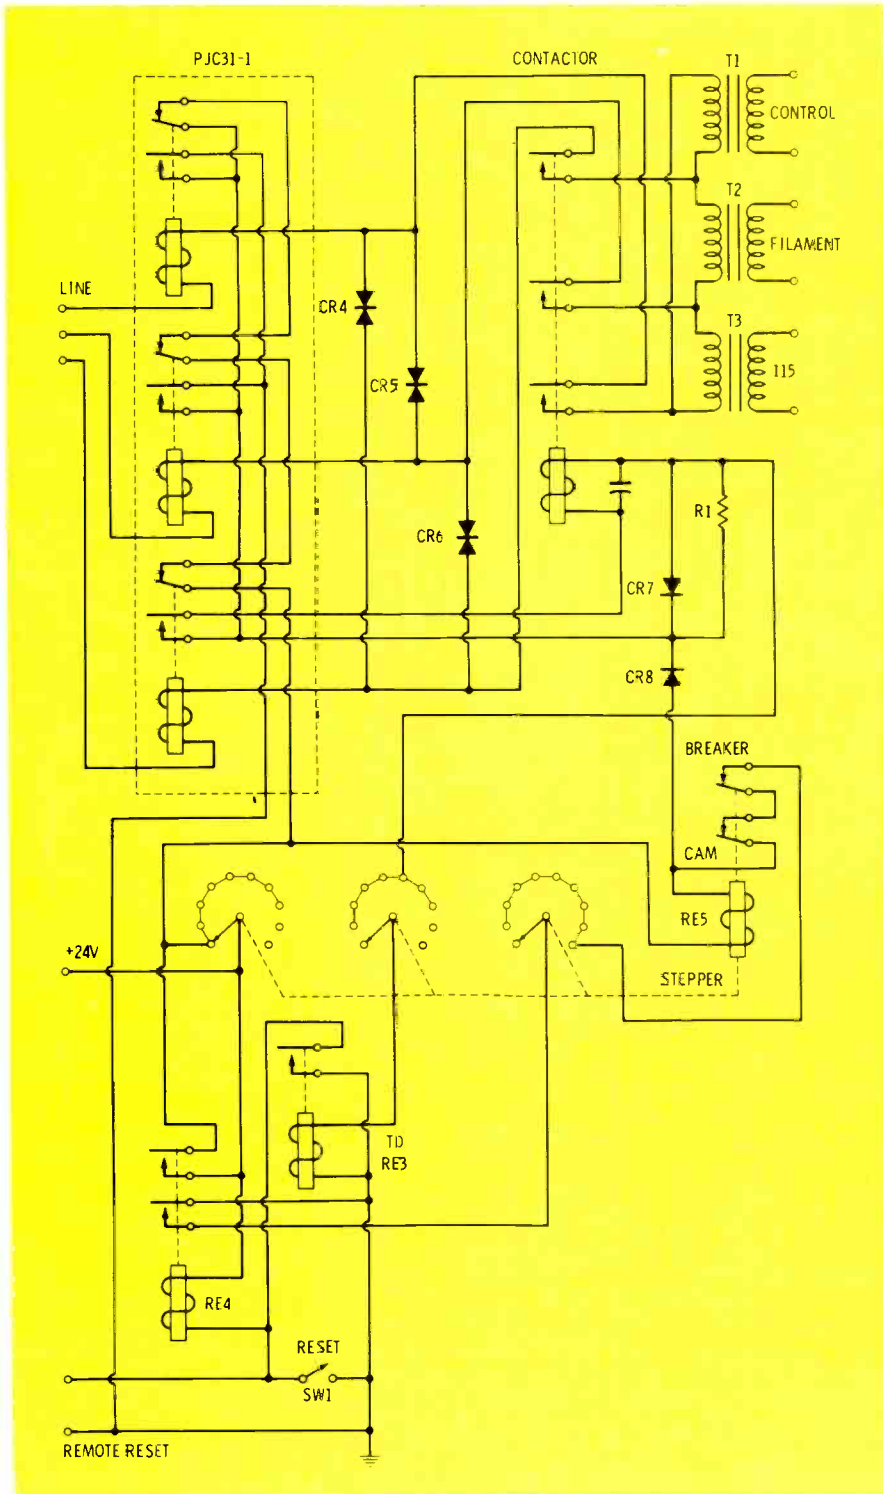 PJC31-1
CONTACTOR
T1
CONTROL
T2
FILAMENT
LINE
CR4
T3
115
CR5
R1
CR6
CR7
CR8
BREAKER
CAM
RE5
+24V
STEPPER
TD
RE3
RE4
RESET
SW1
REMOTE RESET